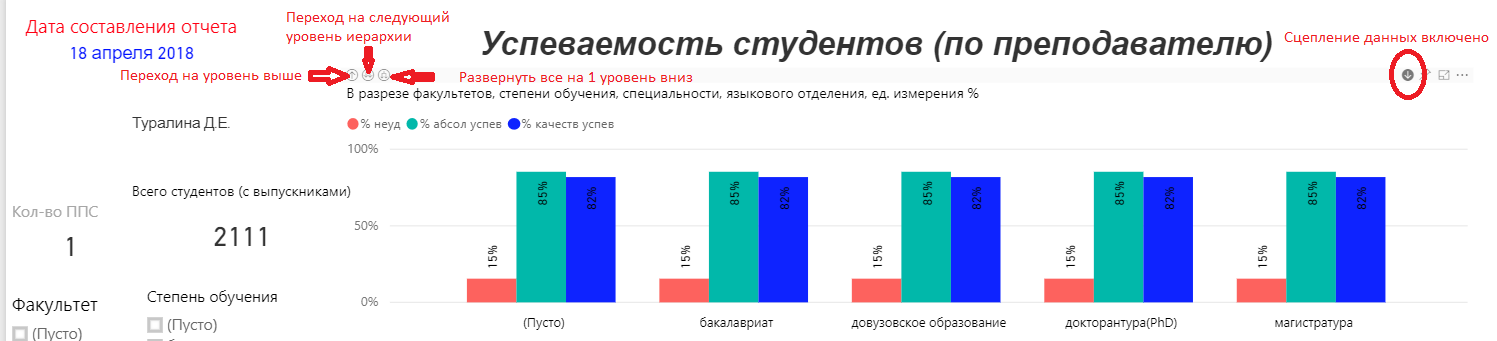 Дата составления отчета
18 апреля 2018
Переход на следующий
уровень иерархии
Успеваемость студентов (по преподавателю)
Сцепление данных включено
Переход на уровень выше
Развернуть все на 1 уровень вниз
В разрезе факультетов, степени обучения, специальности, языкового отделения, ед. измерения %
Туралина Д.Е.
% неуд % абсол успев % качеств успев
100%
50%
0%
15% 85% 82% 15% 85% 82% 15% 85% 82% 15% 85% 82% 15% 85% 82%
(Пусто) бакалавриат довузовское образование докторантура(PhD) магистратура
Всего студентов (с выпускниками)
2111
Кол-во ППС
1
Факультет
(Пусто)
Степень обучения
(Пусто)